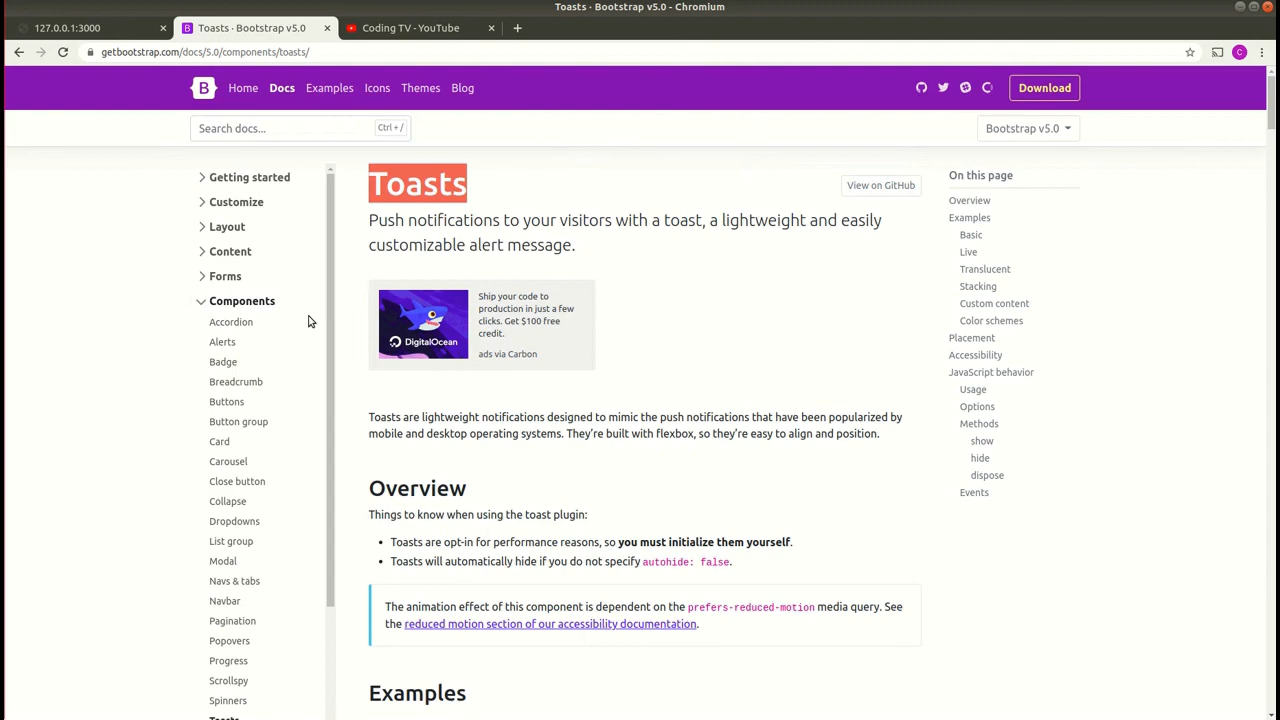 Toasts · Bootstrap v5.0 - Chromium
127.0.0.1:3000
Toasts · Bootstrap v5.0
Coding TV - YouTube
getbootstrap.com/docs/5.0/components/toasts/
C
B
Home
Docs
Examples
Icons
Themes
Blog
Download
Search docs...
Ctrl + /
Bootstrap v5.0
Getting started
Customize
Layout
Content
Forms
Components
Accordion
Alerts
Badge
Breadcrumb
Buttons
Button group
Card
Carousel
Close button
Collapse
Dropdowns
List group
Modal
Navs & tabs
Navbar
Pagination
Popovers
Progress
Scrollspy
Spinners
Toasts
Toasts
View on GitHub
Push notifications to your visitors with a toast, a lightweight and easily
customizable alert message.
DigitalOcean
Ship your code to
production in just a few
clicks. Get $100 free
credit.
ads via Carbon
Toasts are lightweight notifications designed to mimic the push notifications that have been popularized by
mobile and desktop operating systems. They’re built with flexbox, so they’re easy to align and position.
Overview
Things to know when using the toast plugin:
• Toasts are opt-in for performance reasons, so you must initialize them yourself.
• Toasts will automatically hide if you do not specify autohide: false.
The animation effect of this component is dependent on the prefers-reduced-motion media query. See
the reduced motion section of our accessibility documentation.
Examples
On this page
Overview
Examples
Basic
Live
Translucent
Stacking
Custom content
Color schemes
Placement
Accessibility
JavaScript behavior
Usage
Options
Methods
show
hide
dispose
Events